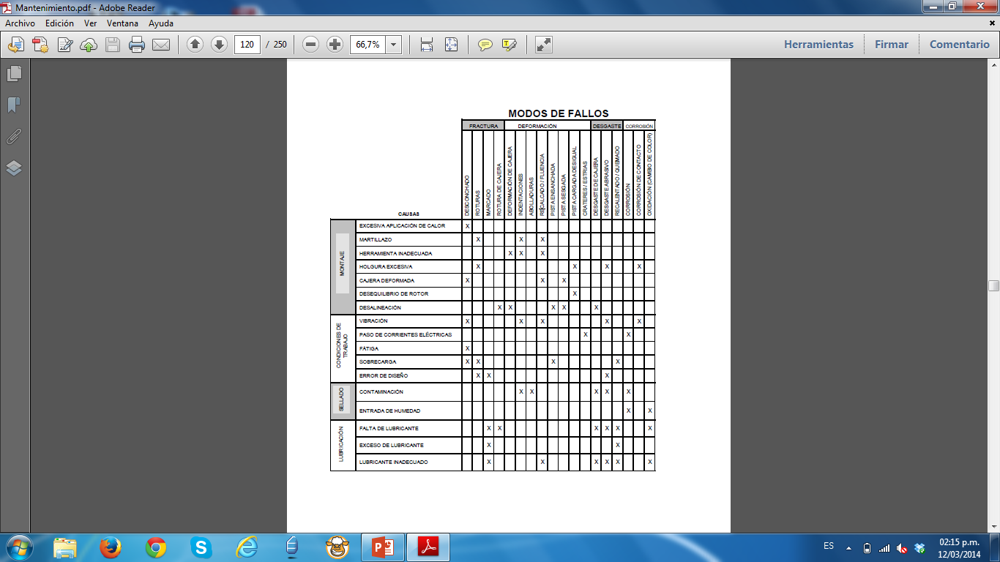 Mantenimiento.pdf - Adobe Reader
Archivo Edición Ver Ventana Ayuda
120 / 250 66,7% Herramientas Firmar Comentario
MODOS DE FALLOS
FRACTURA DEFORMACIÓN DESGASTE CORROSIÓN
DESCONCHADO
ROTURAS
MARCADO
ROTURA DE CAJERA
DEFORMACIÓN DE CAJERA
INDENTACIONES
ABOLLADURAS
RECALCADO / FLUENCIA
PISTA ENSANCHADA
PISTA SESGADA
PISTA CARGADA DESIGUAL
CRATERES / ESTRIAS
DESGASTE DE CAJERA
DESGASTE ABRASIVO
RECALENTADO / QUEMADO
CORROSIÓN
CORROSIÓN DE CONTACTO
OXIDACIÓN (CAMBIO DE COLOR)
CAUSAS
MONTAJE
EXCESIVA APLICACIÓN DE CALOR X
MARTILLAZO X X X
HERRAMIENTA INADECUADA X X X
HOLGURA EXCESIVA X X X X
CAJERA DEFORMADA X X X
DESEQUILIBRIO DE ROTOR X
DESALINEACIÓN X X X X X
CONDICIONES DE
TRABAJO
VIBRACIÓN X X X X X
PASO DE CORRIENTES ELÉCTRICAS X X
FÁTIGA X
SOBRECARGA X X X X
ERROR DE DISEÑO X X X
SELLADO
CONTAMINACIÓN X X X X X
ENTRADA DE HUMEDAD X X
LUBRICACIÓN
FALTA DE LUBRICANTE X X X X X X
EXCESO DE LUBRICANTE X X
LUBRICANTE INADECUADO X X X X X X
ES 02:15 p.m.
12/03/2014